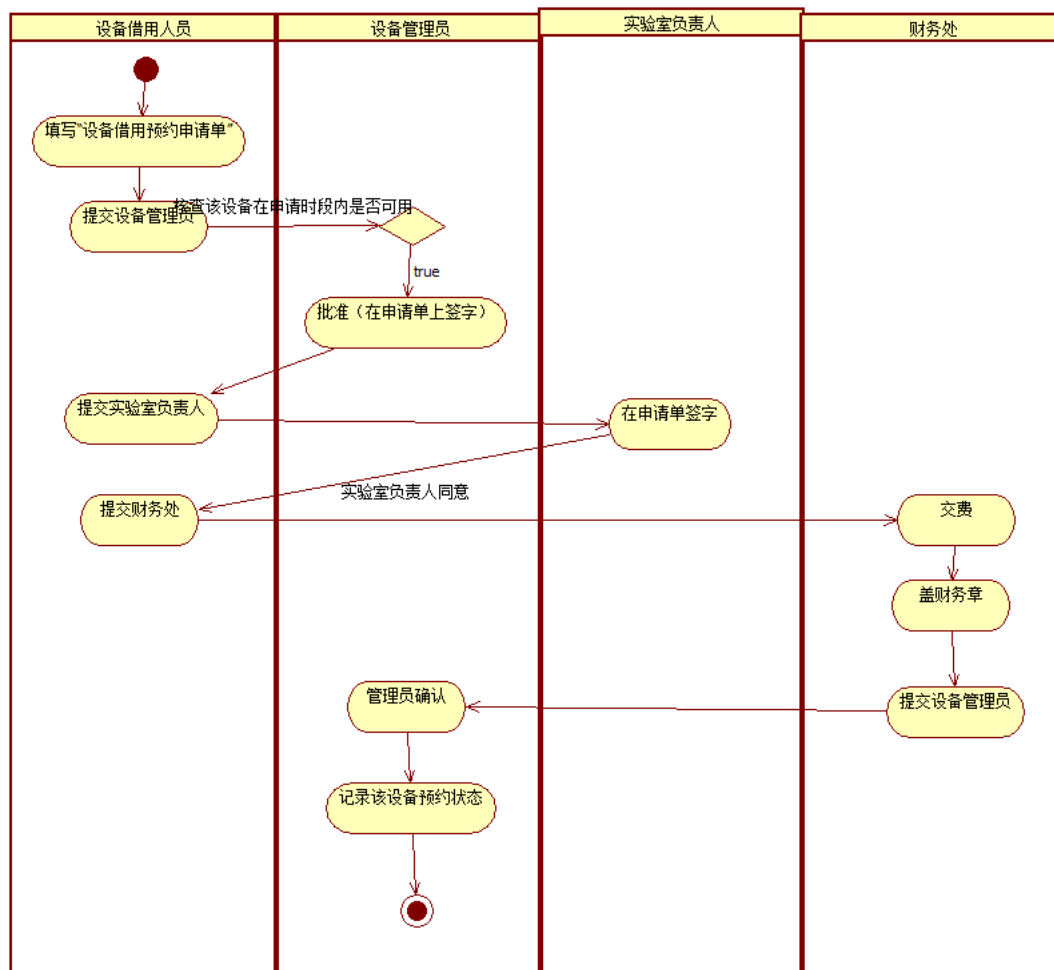 设备借用人员
设备管理员
实验室负责人
财务处
填写"设备借用预约申请单"
提交设备管理员
核查该设备在申请时段内是否可用
true
批准（在申请单上签字）
提交实验室负责人
在申请单签字
实验室负责人同意
提交财务处
交费
盖财务章
提交设备管理员
管理员确认
记录该设备预约状态